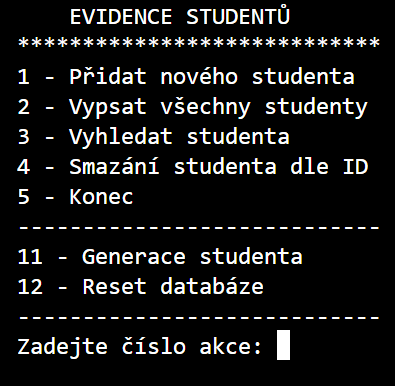 EVIDENCE STUDENTŮ
****************************
1 - Přidat nového studenta
2 - Vypsat všechny studenty
3 - Vyhledat studenta
4 - Smazání studenta dle ID
5 - Konec
----------------------------
11 - Generace studenta
12 - Reset databáze
----------------------------
Zadejte číslo akce: